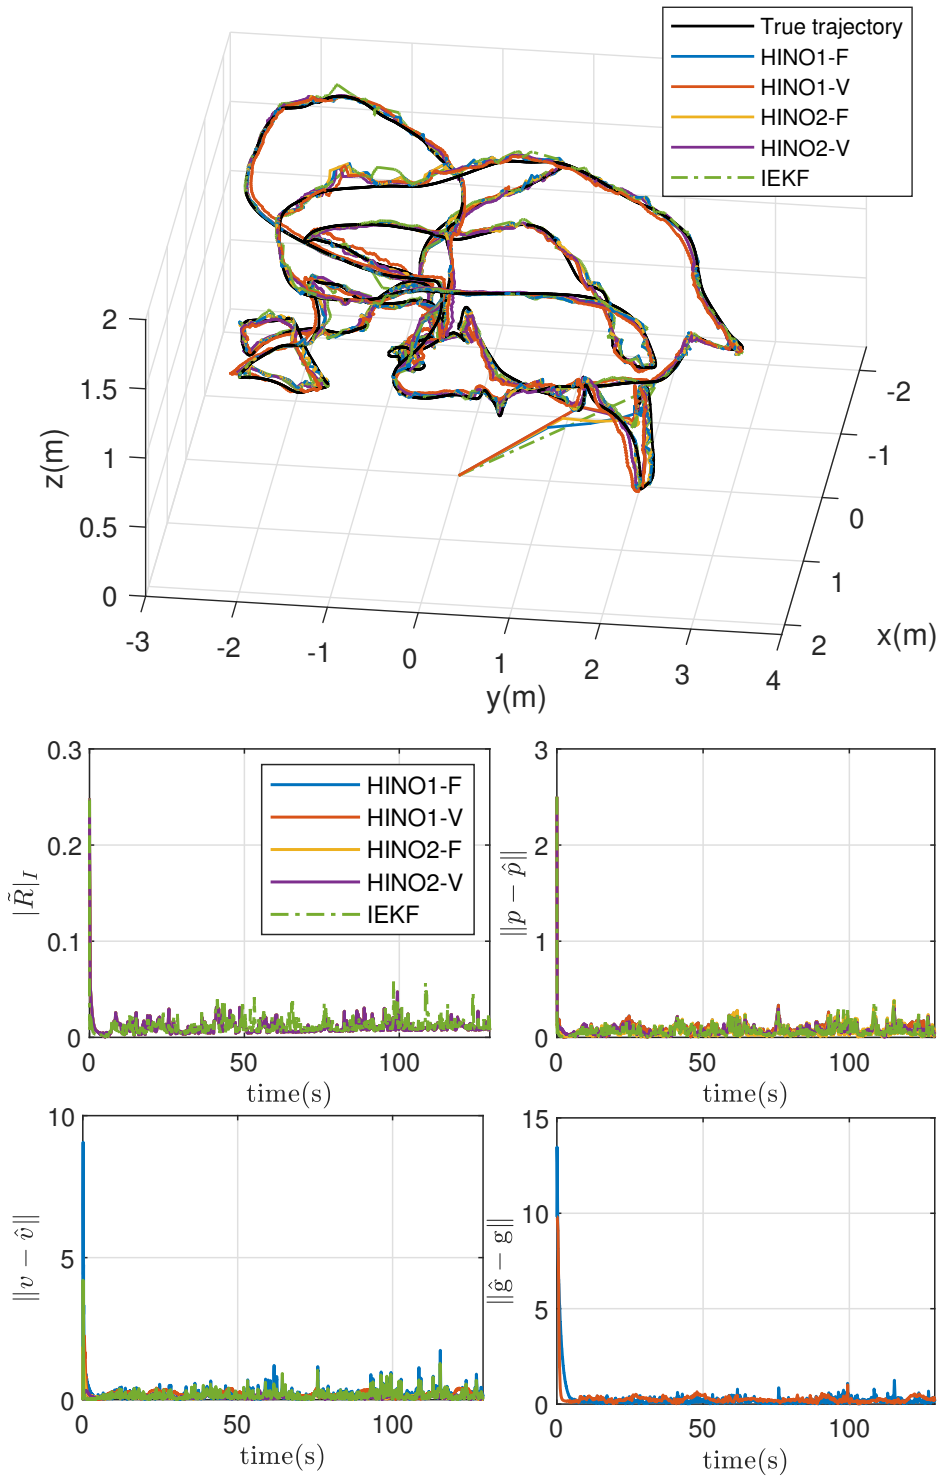 True trajectory
HINO1-F
HINO1-V
HINO2-F
HINO2-V
IEKF
2
1.5
1
0.5
0
z(m)
-3
-2
-1
0
1
2
3
4
y(m)
-2
-1
0
1
2
x(m)
0.3
0.2
0.1
0
|R̃|_I
0
50
100
time(s)
HINO1-F
HINO1-V
HINO2-F
HINO2-V
IEKF
3
2
1
0
||p − p̂||
0
50
100
time(s)
10
5
0
||v − v̂||
0
50
100
time(s)
15
10
5
0
||ĝ − g||
0
50
100
time(s)